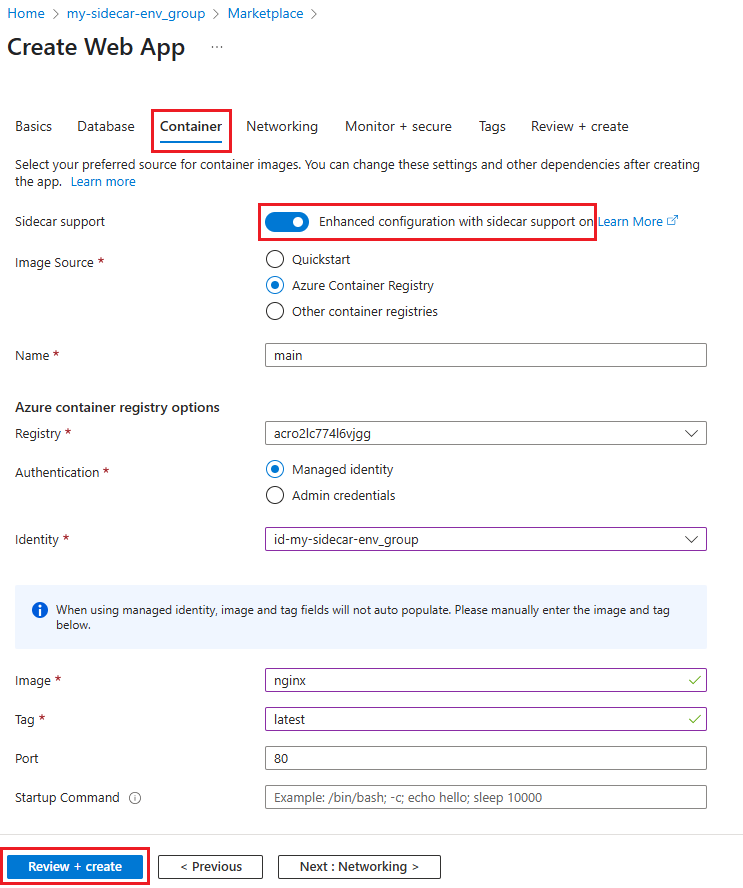 Home > my-sidecar-env_group > Marketplace >
Create Web App ...
Basics Database Container Networking Monitor + secure Tags Review + create
Select your preferred source for container images. You can change these settings and other dependencies after creating
the app. Learn more
Sidecar support Enhanced configuration with sidecar support on Learn More
Image Source * Quickstart
Azure Container Registry
Other container registries
Name * main
Azure container registry options
Registry * acro2lc774l6vjgg
Authentication * Managed identity
Admin credentials
Identity * id-my-sidecar-env_group
When using managed identity, image and tag fields will not auto populate. Please manually enter the image and tag
below.
Image * nginx
Tag * latest
Port 80
Startup Command Example: /bin/bash; -c; echo hello; sleep 10000
Review + create < Previous Next : Networking >